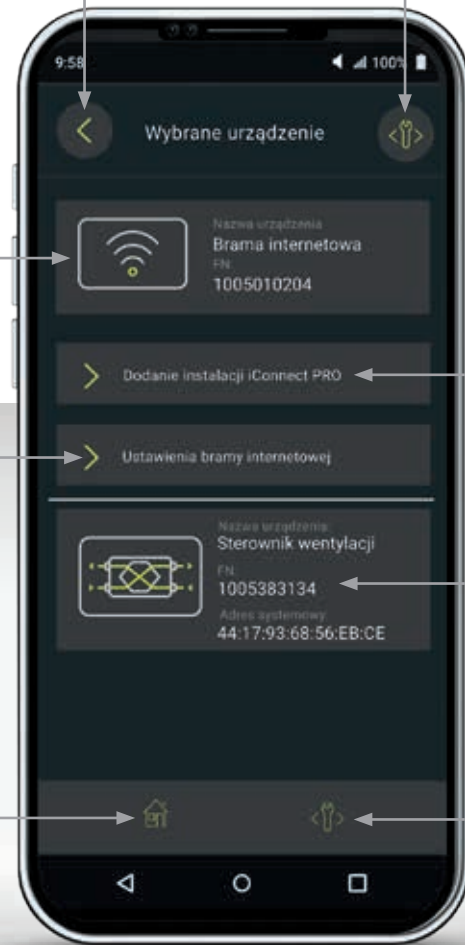 9:58 100%
Wybrane urządzenie
Nazwa urządzenia
Brama internetowa
FN
1005010204
Dodanie instalacji iConnect PRO
Ustawienia bramy internetowej
Nazwa urządzenia:
Sterownik wentylacji
FN:
1005383134
Adres systemowy:
44:17:93:68:56:EB:CE